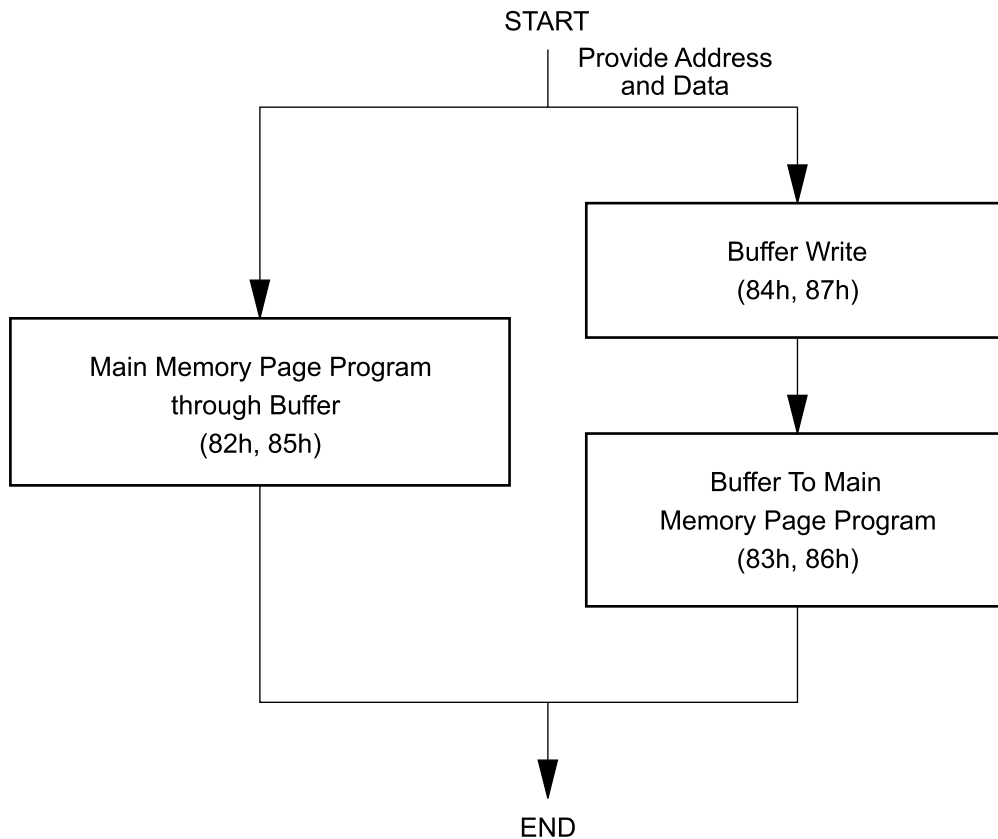 START
Provide Address
and Data
Buffer Write
(84h, 87h)
Main Memory Page Program
through Buffer
(82h, 85h)
Buffer To Main
Memory Page Program
(83h, 86h)
END